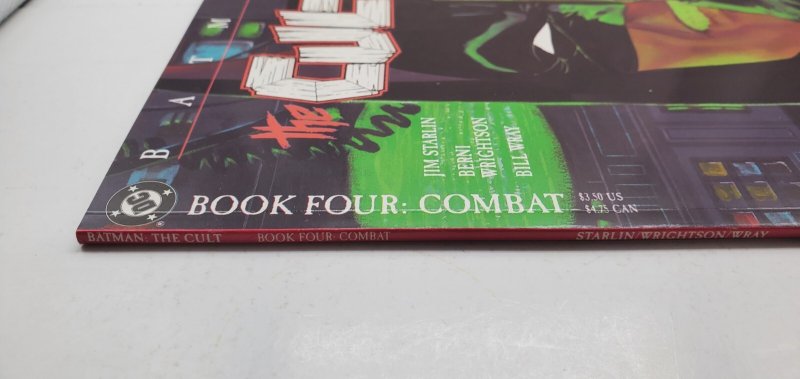 BATM
the CULT
JIM STARLIN
BERNI
WRIGHTSON
BILL WRAY
DC
BOOK FOUR: COMBAT
$3.50 US
$4.75 CAN
BATMAN: THE CULT BOOK FOUR: COMBAT STARLIN/WRIGHTSON/WRAY